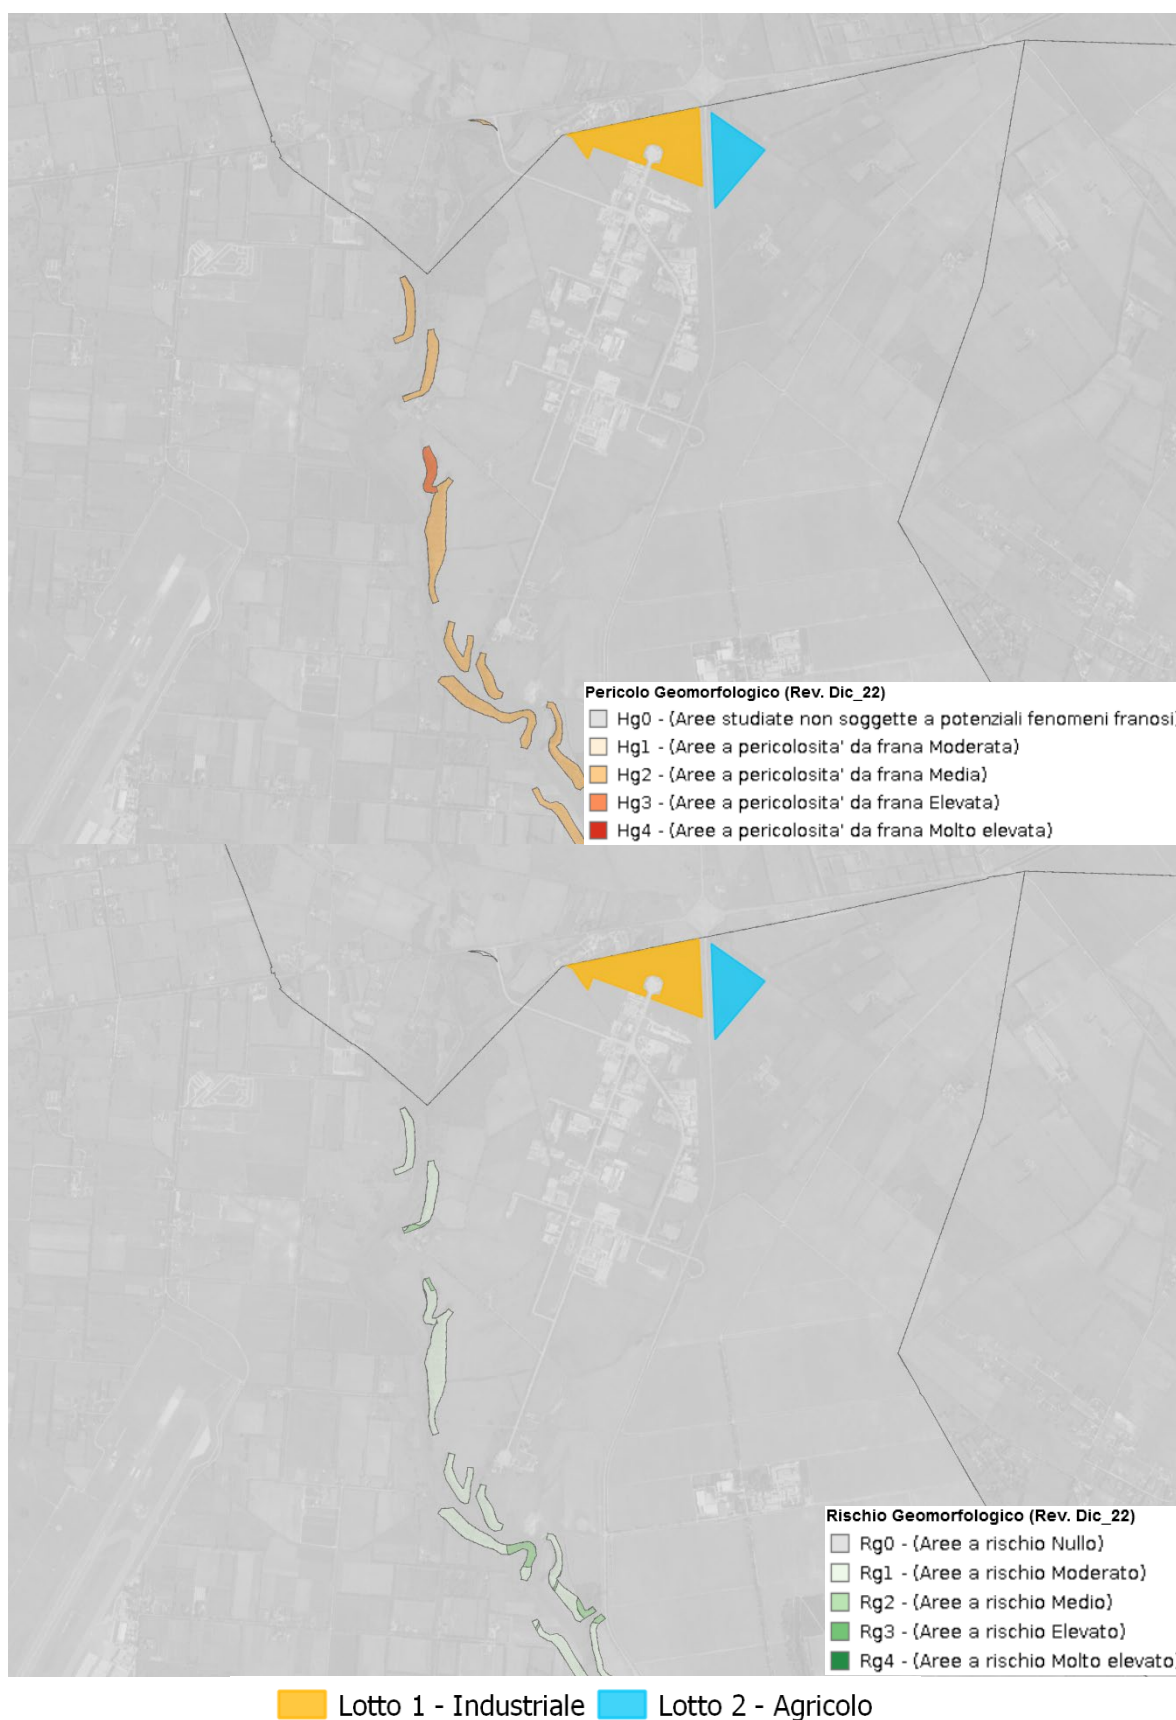 Pericolo Geomorfologico (Rev. Dic_22)
Hg0 - (Aree studiate non soggette a potenziali fenomeni franosi)
Hg1 - (Aree a pericolosita' da frana Moderata)
Hg2 - (Aree a pericolosita' da frana Media)
Hg3 - (Aree a pericolosita' da frana Elevata)
Hg4 - (Aree a pericolosita' da frana Molto elevata)
Rischio Geomorfologico (Rev. Dic_22)
Rg0 - (Aree a rischio Nullo)
Rg1 - (Aree a rischio Moderato)
Rg2 - (Aree a rischio Medio)
Rg3 - (Aree a rischio Elevato)
Rg4 - (Aree a rischio Molto elevato)
Lotto 1 - Industriale Lotto 2 - Agricolo